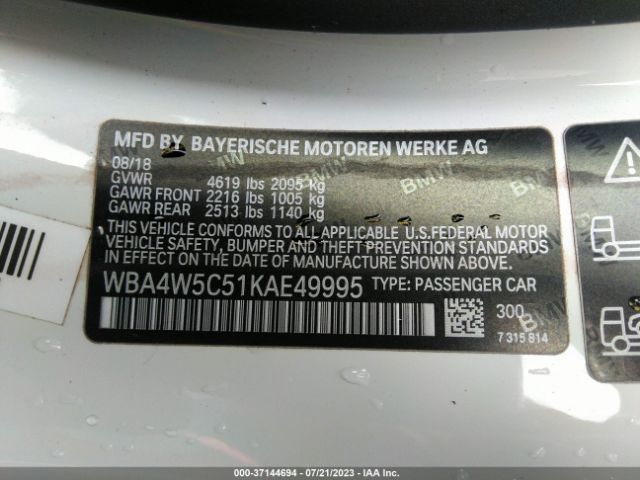 MFD BY BAYERISCHE MOTOREN WERKE AG
08/18
GVWR 4619 lbs 2095 kg
GAWR FRONT 2216 lbs 1005 kg
GAWR REAR 2513 lbs 1140 kg
THIS VEHICLE CONFORMS TO ALL APPLICABLE U.S.FEDERAL MOTOR
VEHICLE SAFETY, BUMPER AND THEFT PREVENTION STANDARDS
IN EFFECT ON THE DATE OF MANUFACTURE SHOWN ABOVE.
WBA4W5C51KAE49995 TYPE: PASSENGER CAR
300
7 315 814
000-37144694 / 07/21/2023 - IAA Inc.